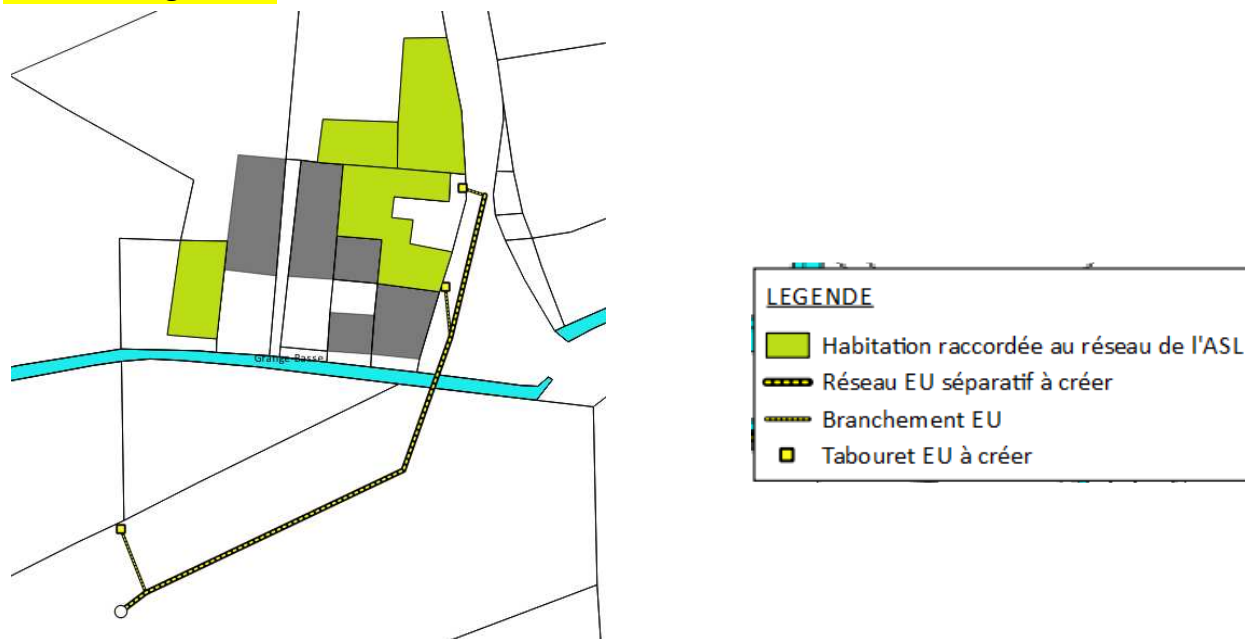 Grange Basse
LEGENDE
Habitation raccordée au réseau de l'ASL
Réseau EU séparatif à créer
Branchement EU
Tabouret EU à créer